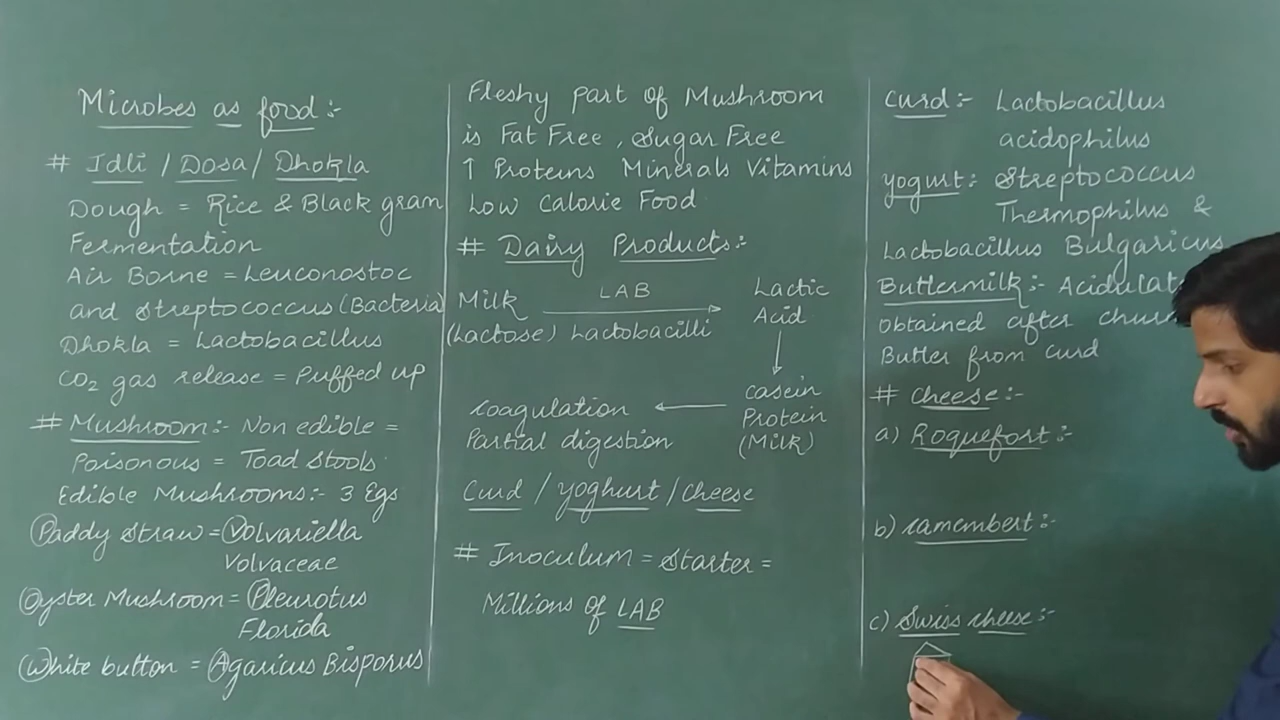 Microbes as food:-
# Idli / Dosa / Dhokla
Dough = Rice & Black gram
Fermentation
Air Borne = Leuconostoc
and Streptococcus (Bacteria)
Dhokla = Lactobacillus
CO₂ gas release = Puffed up
# Mushroom:- Non edible =
Poisonous = Toad Stools
Edible Mushrooms:- 3 Egs
Paddy Straw = Volvariella
Volvaceae
Oyster Mushroom = Pleurotus
Florida
White button = Agaricus Bisporus
Fleshy Part of Mushroom
is Fat Free, Sugar Free
↑ Proteins Minerals Vitamins
Low Calorie Food
# Dairy Products:-
Milk LAB → Lactic
(Lactose) Lactobacilli Acid
↓
Coagulation ← Casein
Partial digestion Protein
(Milk)
Curd / Yoghurt / Cheese
# Inoculum = Starter =
Millions of LAB
Curd:- Lactobacillus
acidophilus
Yogurt:- Streptococcus
Thermophilus &
Lactobacillus Bulgaricus
Buttermilk:-
obtained after
Butter from curd
# Cheese:-
a) Roquefort:-
b) Camembert:-
c) Swiss cheese:-